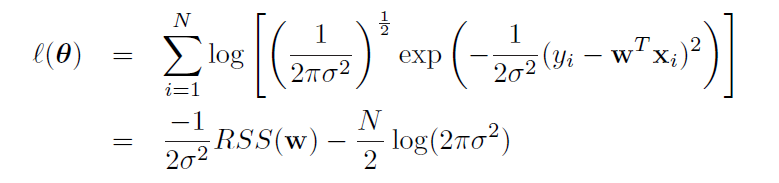 ℓ(θ) = ∑_{i=1}^{N} log [ ( 1 / 2πσ² )^{1/2} exp ( − 1 / 2σ² (y_i − w^T x_i)² ) ]
= −1 / 2σ² RSS(w) − N / 2 log(2πσ²)